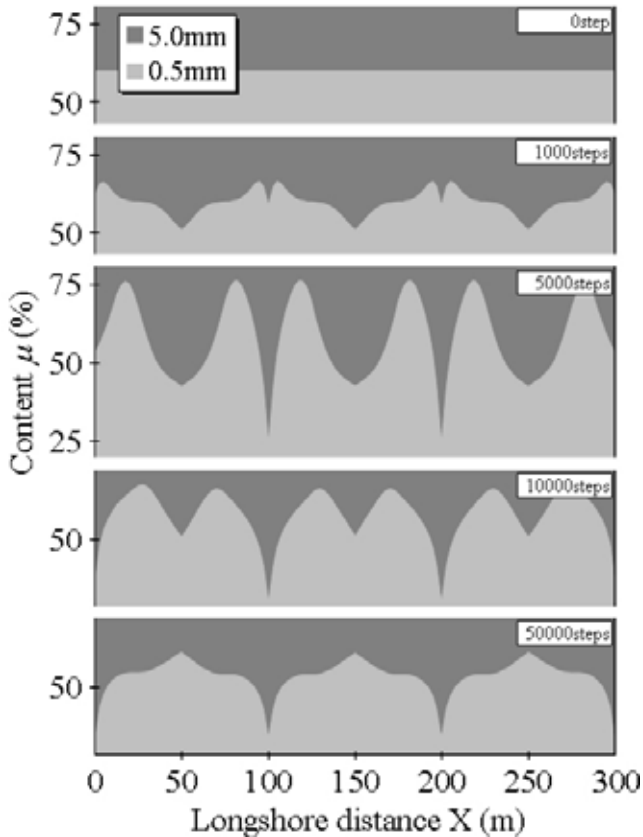 75
50
5.0mm
0.5mm
0step
75
50
1000steps
75
50
25
5000steps
Content μ (%)
50
10000steps
50
50000steps
0 50 100 150 200 250 300
Longshore distance X (m)